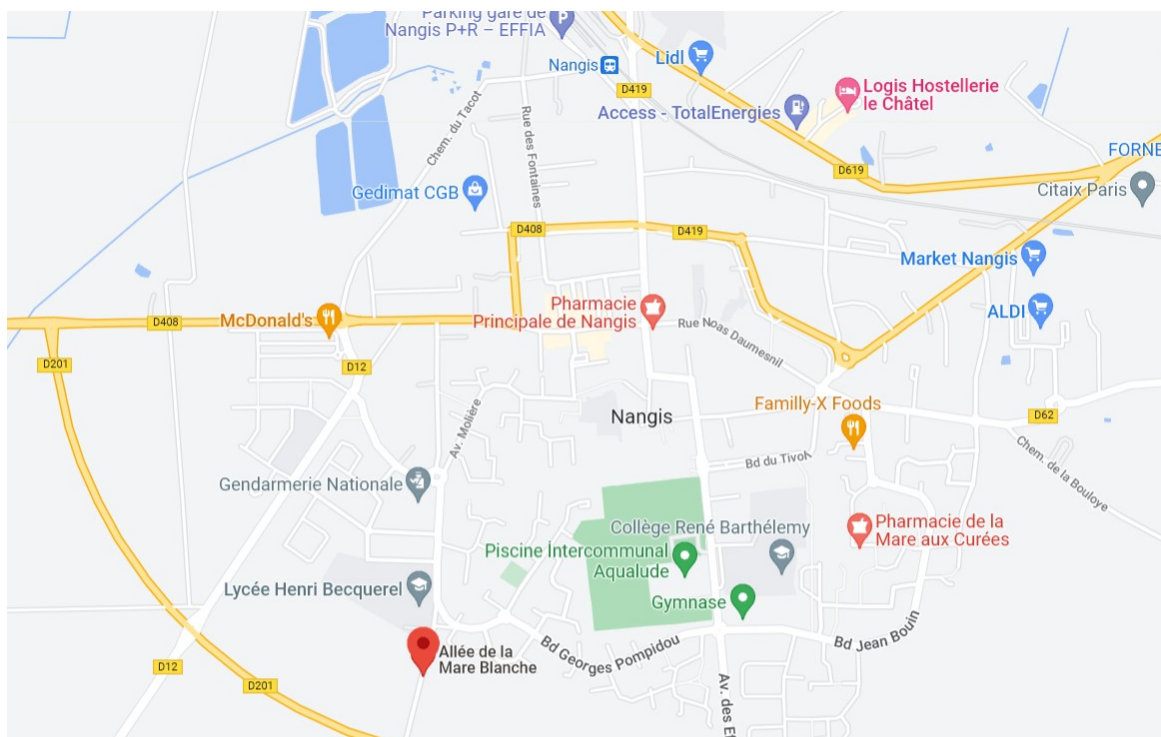 Parking gare de
Nangis P+R – EFFIA
Nangis
Lidl
D419
Access - TotalEnergies
Logis Hostellerie
le Châtel
Chem. du Tacot
Rue des Fontaines
FORNE
D619
Citaix Paris
Gedimat CGB
D408
D419
Market Nangis
ALDI
Pharmacie
Principale de Nangis
D408
McDonald's
Rue Noas Daumesnil
D201
D12
Familly-X Foods
Nangis
D62
Av. Molière
Bd du Tivoli
Chem. de la Bouloye
Gendarmerie Nationale
Collège René Barthélemy
Pharmacie de la
Mare aux Curées
Piscine Intercommunal
Aqualude
Lycée Henri Becquerel
Gymnase
Bd Georges Pompidou
Bd Jean Bouin
Allée de la
Mare Blanche
D12
D201
Av. des Ef